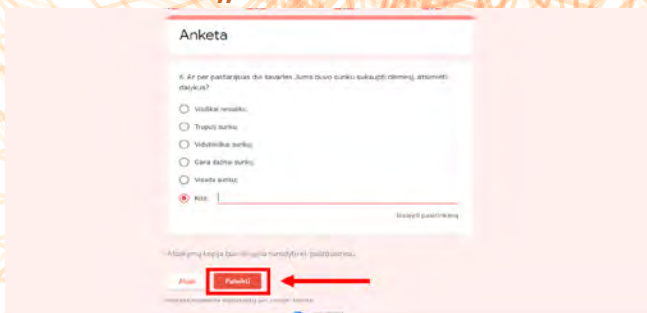 Anketa
6. Ar per pastarąsias dvi savaites Jums buvo sunku sukaupti dėmesį, atsiminti
dalykus?
Visiškai nesunku;
Truputį sunku;
Vidutiniškai sunku;
Gana dažnai sunku;
Visada sunku;
Kita:
Išvalyti pasirinkimą
Atsakymų kopija bus išsiųsta nurodytu el. pašto adresu.
Atgal
Pateikti